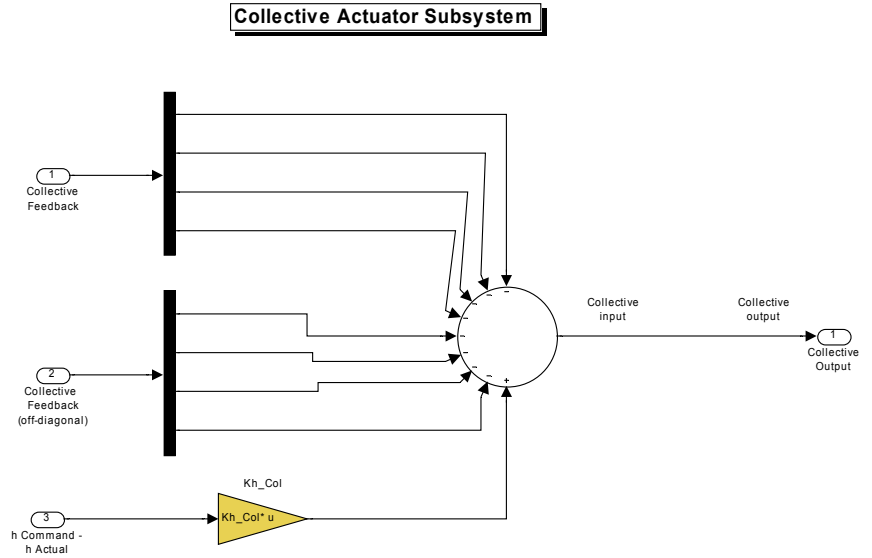 Collective Actuator Subsystem
1
Collective
Feedback
Collective
input
Collective
output
1
Collective
Output
2
Collective
Feedback
(off-diagonal)
Kh_Col
Kh_Col* u
3
h Command -
h Actual